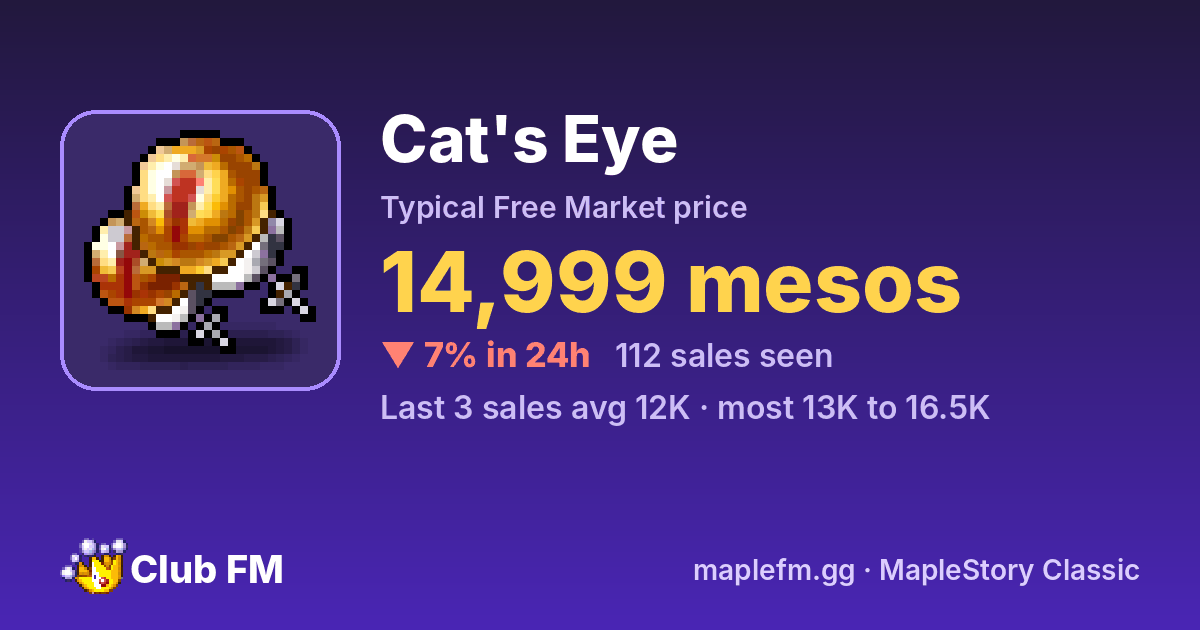 Cat's Eye
Typical Free Market price
14,999 mesos
▼ 7% in 24h 112 sales seen
Last 3 sales avg 12K · most 13K to 16.5K
Club FM
maplefm.gg · MapleStory Classic